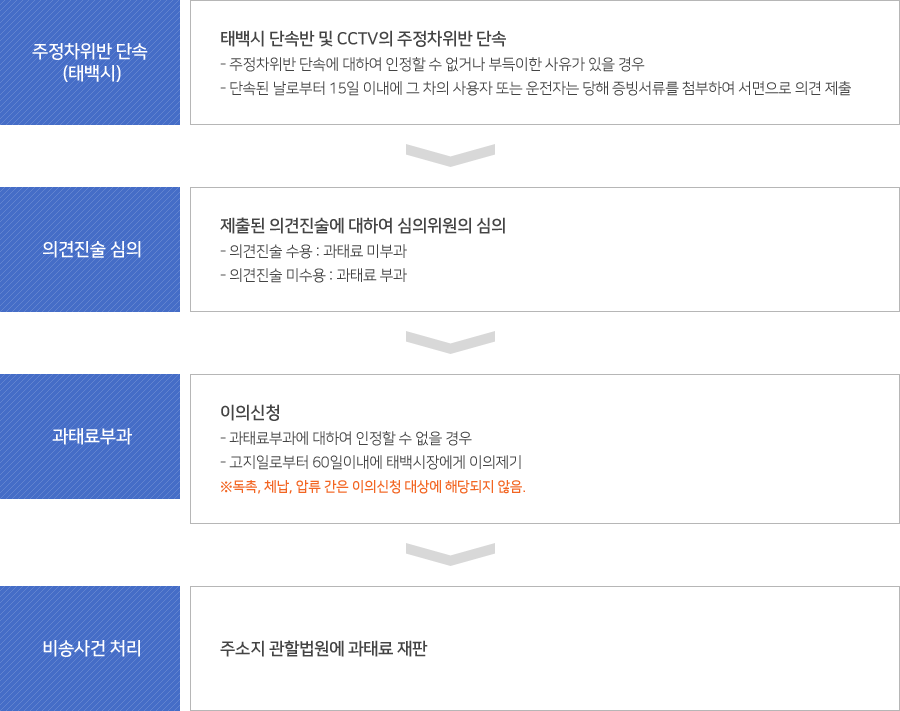 주정차위반 단속
(태백시)
태백시 단속반 및 CCTV의 주정차위반 단속
- 주정차위반 단속에 대하여 인정할 수 없거나 부득이한 사유가 있을 경우
- 단속된 날로부터 15일 이내에 그 차의 사용자 또는 운전자는 당해 증빙서류를 첨부하여 서면으로 의견 제출
의견진술 심의
제출된 의견진술에 대하여 심의위원의 심의
- 의견진술 수용 : 과태료 미부과
- 의견진술 미수용 : 과태료 부과
과태료부과
이의신청
- 과태료부과에 대하여 인정할 수 없을 경우
- 고지일로부터 60일이내에 태백시장에게 이의제기
※독촉, 체납, 압류 간은 이의신청 대상에 해당되지 않음.
비송사건 처리
주소지 관할법원에 과태료 재판